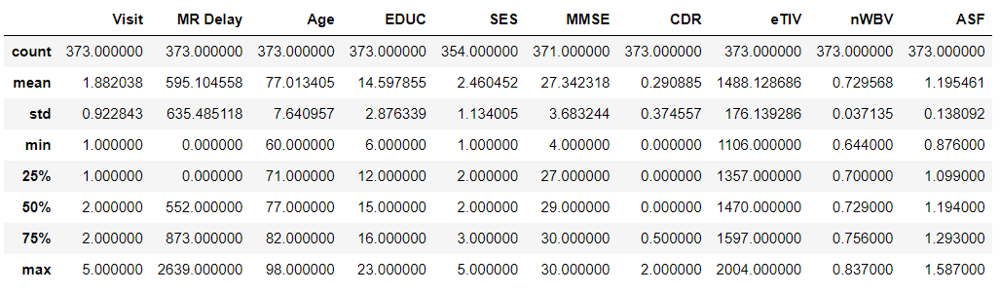 Visit MR Delay Age EDUC SES MMSE CDR eTIV nWBV ASF
count 373.000000 373.000000 373.000000 373.000000 354.000000 371.000000 373.000000 373.000000 373.000000 373.000000
mean 1.882038 595.104558 77.013405 14.597855 2.460452 27.342318 0.290885 1488.128686 0.729568 1.195461
std 0.922843 635.485118 7.640957 2.876339 1.134005 3.683244 0.374557 176.139286 0.037135 0.138092
min 1.000000 0.000000 60.000000 6.000000 1.000000 4.000000 0.000000 1106.000000 0.644000 0.876000
25% 1.000000 0.000000 71.000000 12.000000 2.000000 27.000000 0.000000 1357.000000 0.700000 1.099000
50% 2.000000 552.000000 77.000000 15.000000 2.000000 29.000000 0.000000 1470.000000 0.729000 1.194000
75% 2.000000 873.000000 82.000000 16.000000 3.000000 30.000000 0.500000 1597.000000 0.756000 1.293000
max 5.000000 2639.000000 98.000000 23.000000 5.000000 30.000000 2.000000 2004.000000 0.837000 1.587000